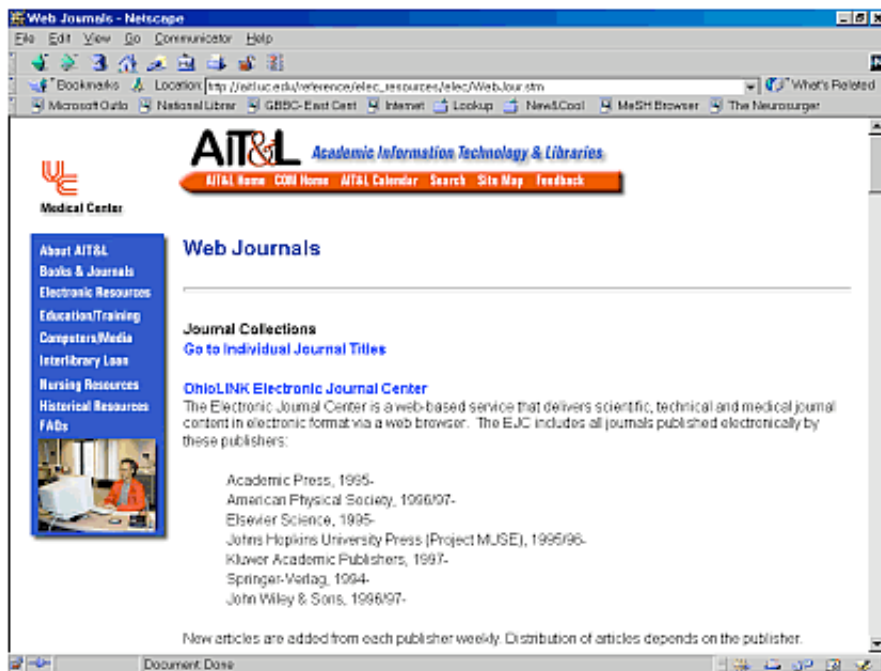 Web Journals - Netscape
File Edit View Go Communicator Help
Bookmarks Location: http://aitl.uc.edu/reference/elec_resources/elec/WebJour.stm What's Related
Microsoft Outlo National Librar GBBC-East Cent Internet Lookup New&Cool MeSH Browser The Neurosurger
AIT&L Academic Information Technology & Libraries
AIT&L Home COM Home AIT&L Calendar Search Site Map Feedback
UC
Medical Center
About AIT&L
Books & Journals
Electronic Resources
Education/Training
Computers/Media
Interlibrary Loan
Nursing Resources
Historical Resources
FAQs
Web Journals
Journal Collections
Go to Individual Journal Titles
OhioLINK Electronic Journal Center
The Electronic Journal Center is a web-based service that delivers scientific, technical and medical journal
content in electronic format via a web browser. The EJC includes all journals published electronically by
these publishers:
Academic Press, 1995-
American Physical Society, 1996/97-
Elsevier Science, 1995-
Johns Hopkins University Press (Project MUSE), 1995/96-
Kluwer Academic Publishers, 1997-
Springer-Verlag, 1994-
John Wiley & Sons, 1996/97-
New articles are added from each publisher weekly. Distribution of articles depends on the publisher.
Document: Done